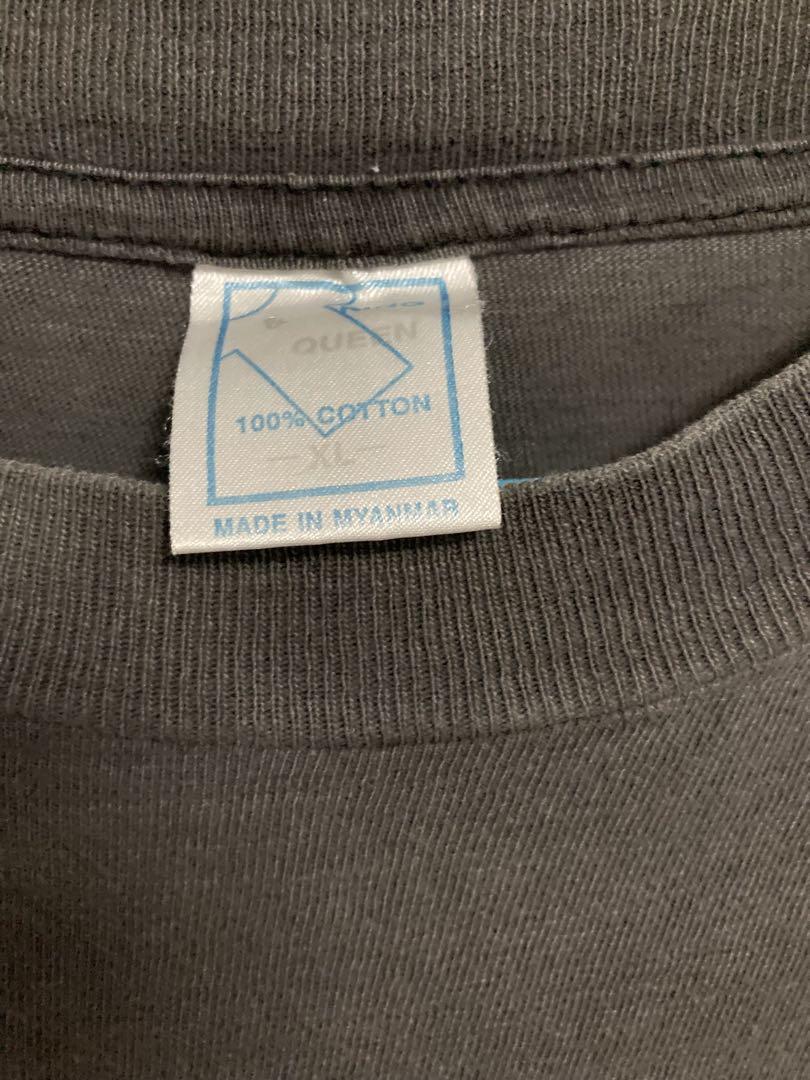 &
QUEEN
100% COTTON
—XL—
MADE IN MYANMAR